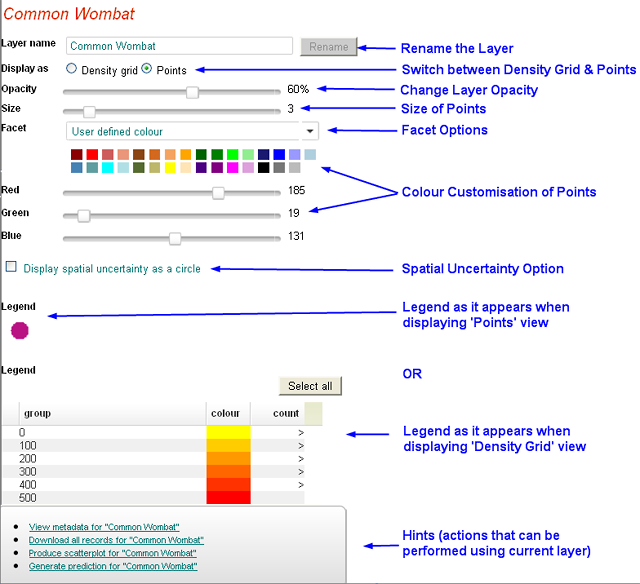 Common Wombat
Layer name Common Wombat Rename Rename the Layer
Display as Density grid Points Switch between Density Grid & Points
Opacity 60% Change Layer Opacity
Size 3 Size of Points
Facet User defined colour Facet Options
Colour Customisation of Points
Red 185
Green 19
Blue 131
Display spatial uncertainty as a circle Spatial Uncertainty Option
Legend
Legend as it appears when
displaying 'Points' view
Legend
OR
Select all
group colour count
0 >
100 >
200 >
300 >
400 >
500
Legend as it appears when
displaying 'Density Grid' view
View metadata for "Common Wombat"
Download all records for "Common Wombat"
Produce scatterplot for "Common Wombat"
Generate prediction for "Common Wombat"
Hints (actions that can be
performed using current layer)